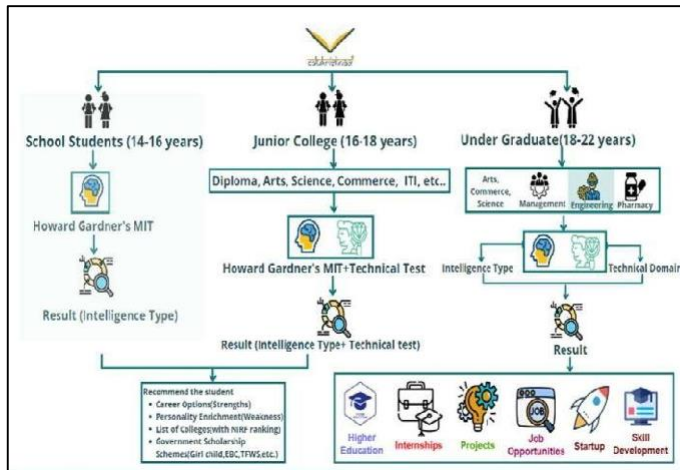 School Students (14-16 years)
Junior College (16-18 years)
Under Graduate(18-22 years)
Diploma, Arts, Science, Commerce, ITI, etc..
Arts,
Commerce,
Science
Management
Engineering
Pharmacy
Howard Gardner's MIT
Howard Gardner's MIT+Technical Test
Intelligence Type
Technical Domain
Result (Intelligence Type)
Result (Intelligence Type+ Technical test)
Result
Recommend the student
• Career Options(Strengths)
• Personality Enrichment(Weakness)
• List of Colleges(with NIRF ranking)
• Government Scholarship
Schemes(Girl child,EBC,TFWS,etc.)
Higher
Education
Internships
Projects
JOB
Job
Opportunities
Startup
Skill
Development